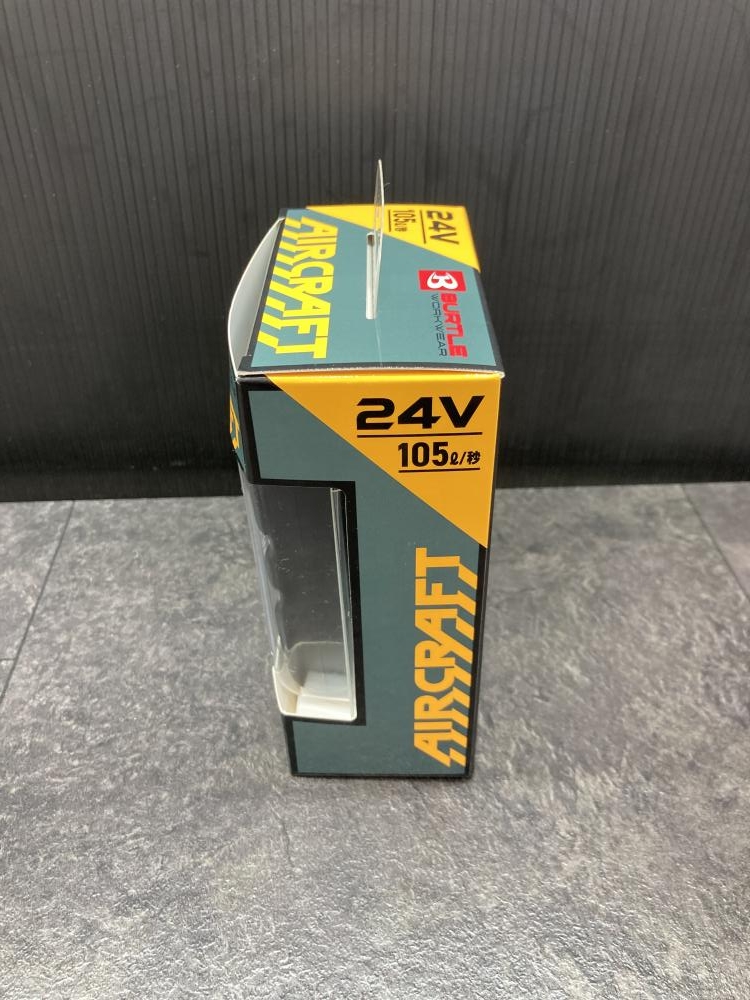 24V
105ℓ/秒
AIRCRAFT
BURTLE
WORKWEAR
24V
105ℓ/秒
AIRCRAFT